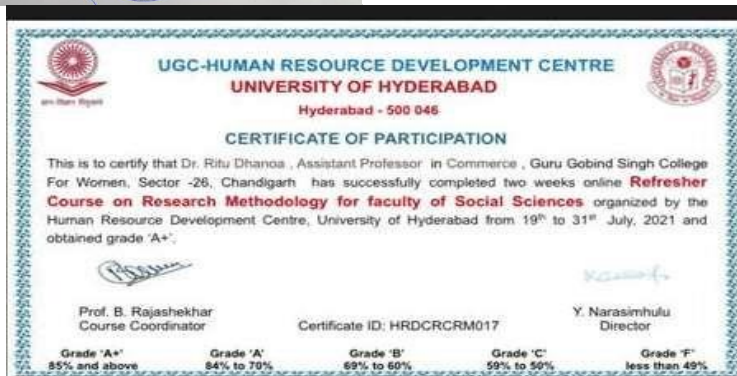 UGC-HUMAN RESOURCE DEVELOPMENT CENTRE
UNIVERSITY OF HYDERABAD
Hyderabad - 500 046
CERTIFICATE OF PARTICIPATION
This is to certify that Dr. Ritu Dhanoa , Assistant Professor in Commerce , Guru Gobind Singh College
For Women, Sector -26, Chandigarh has successfully completed two weeks online Refresher
Course on Research Methodology for faculty of Social Sciences organized by the
Human Resource Development Centre, University of Hyderabad from 19th to 31st July, 2021 and
obtained grade 'A+'.
Prof. B. Rajashekhar
Course Coordinator
Certificate ID: HRDCRCRM017
Y. Narasimhulu
Director
Grade 'A+' Grade 'A' Grade 'B' Grade 'C' Grade 'F'
85% and above 84% to 70% 69% to 60% 59% to 50% less than 49%